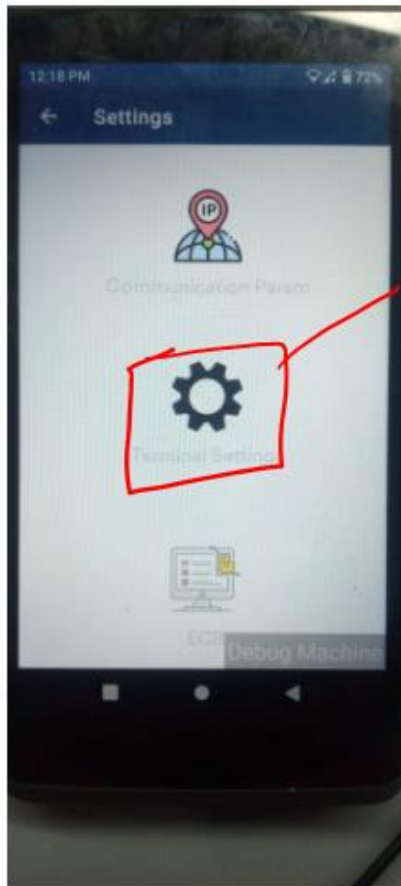 12:18 PM 72%
Settings
IP
Communication Param
Terminal Settings
ECR
Debug Machine